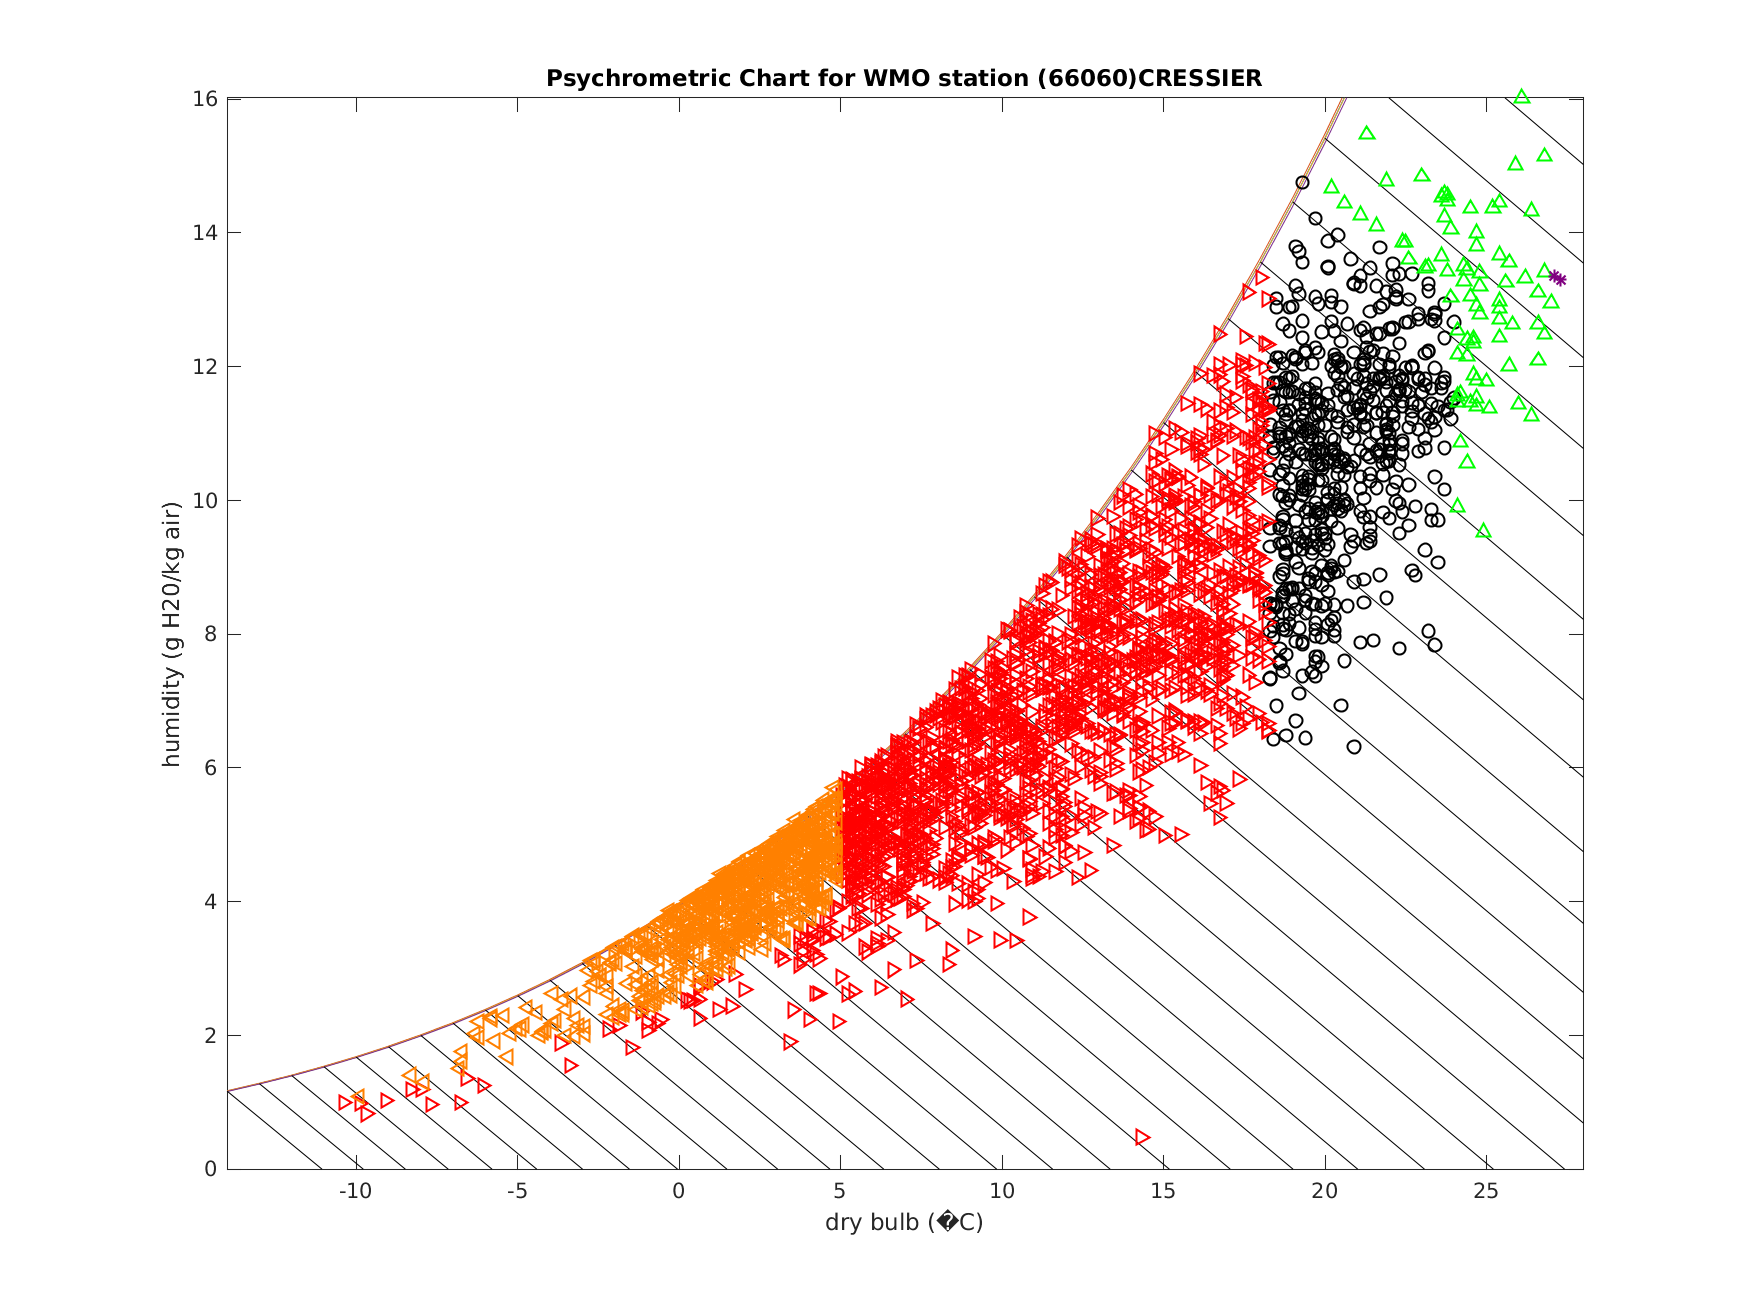 Psychrometric Chart for WMO station (66060)CRESSIER
16
14
12
10
8
6
4
2
0
humidity (g H20/kg air)
-10 -5 0 5 10 15 20 25
dry bulb (�C)